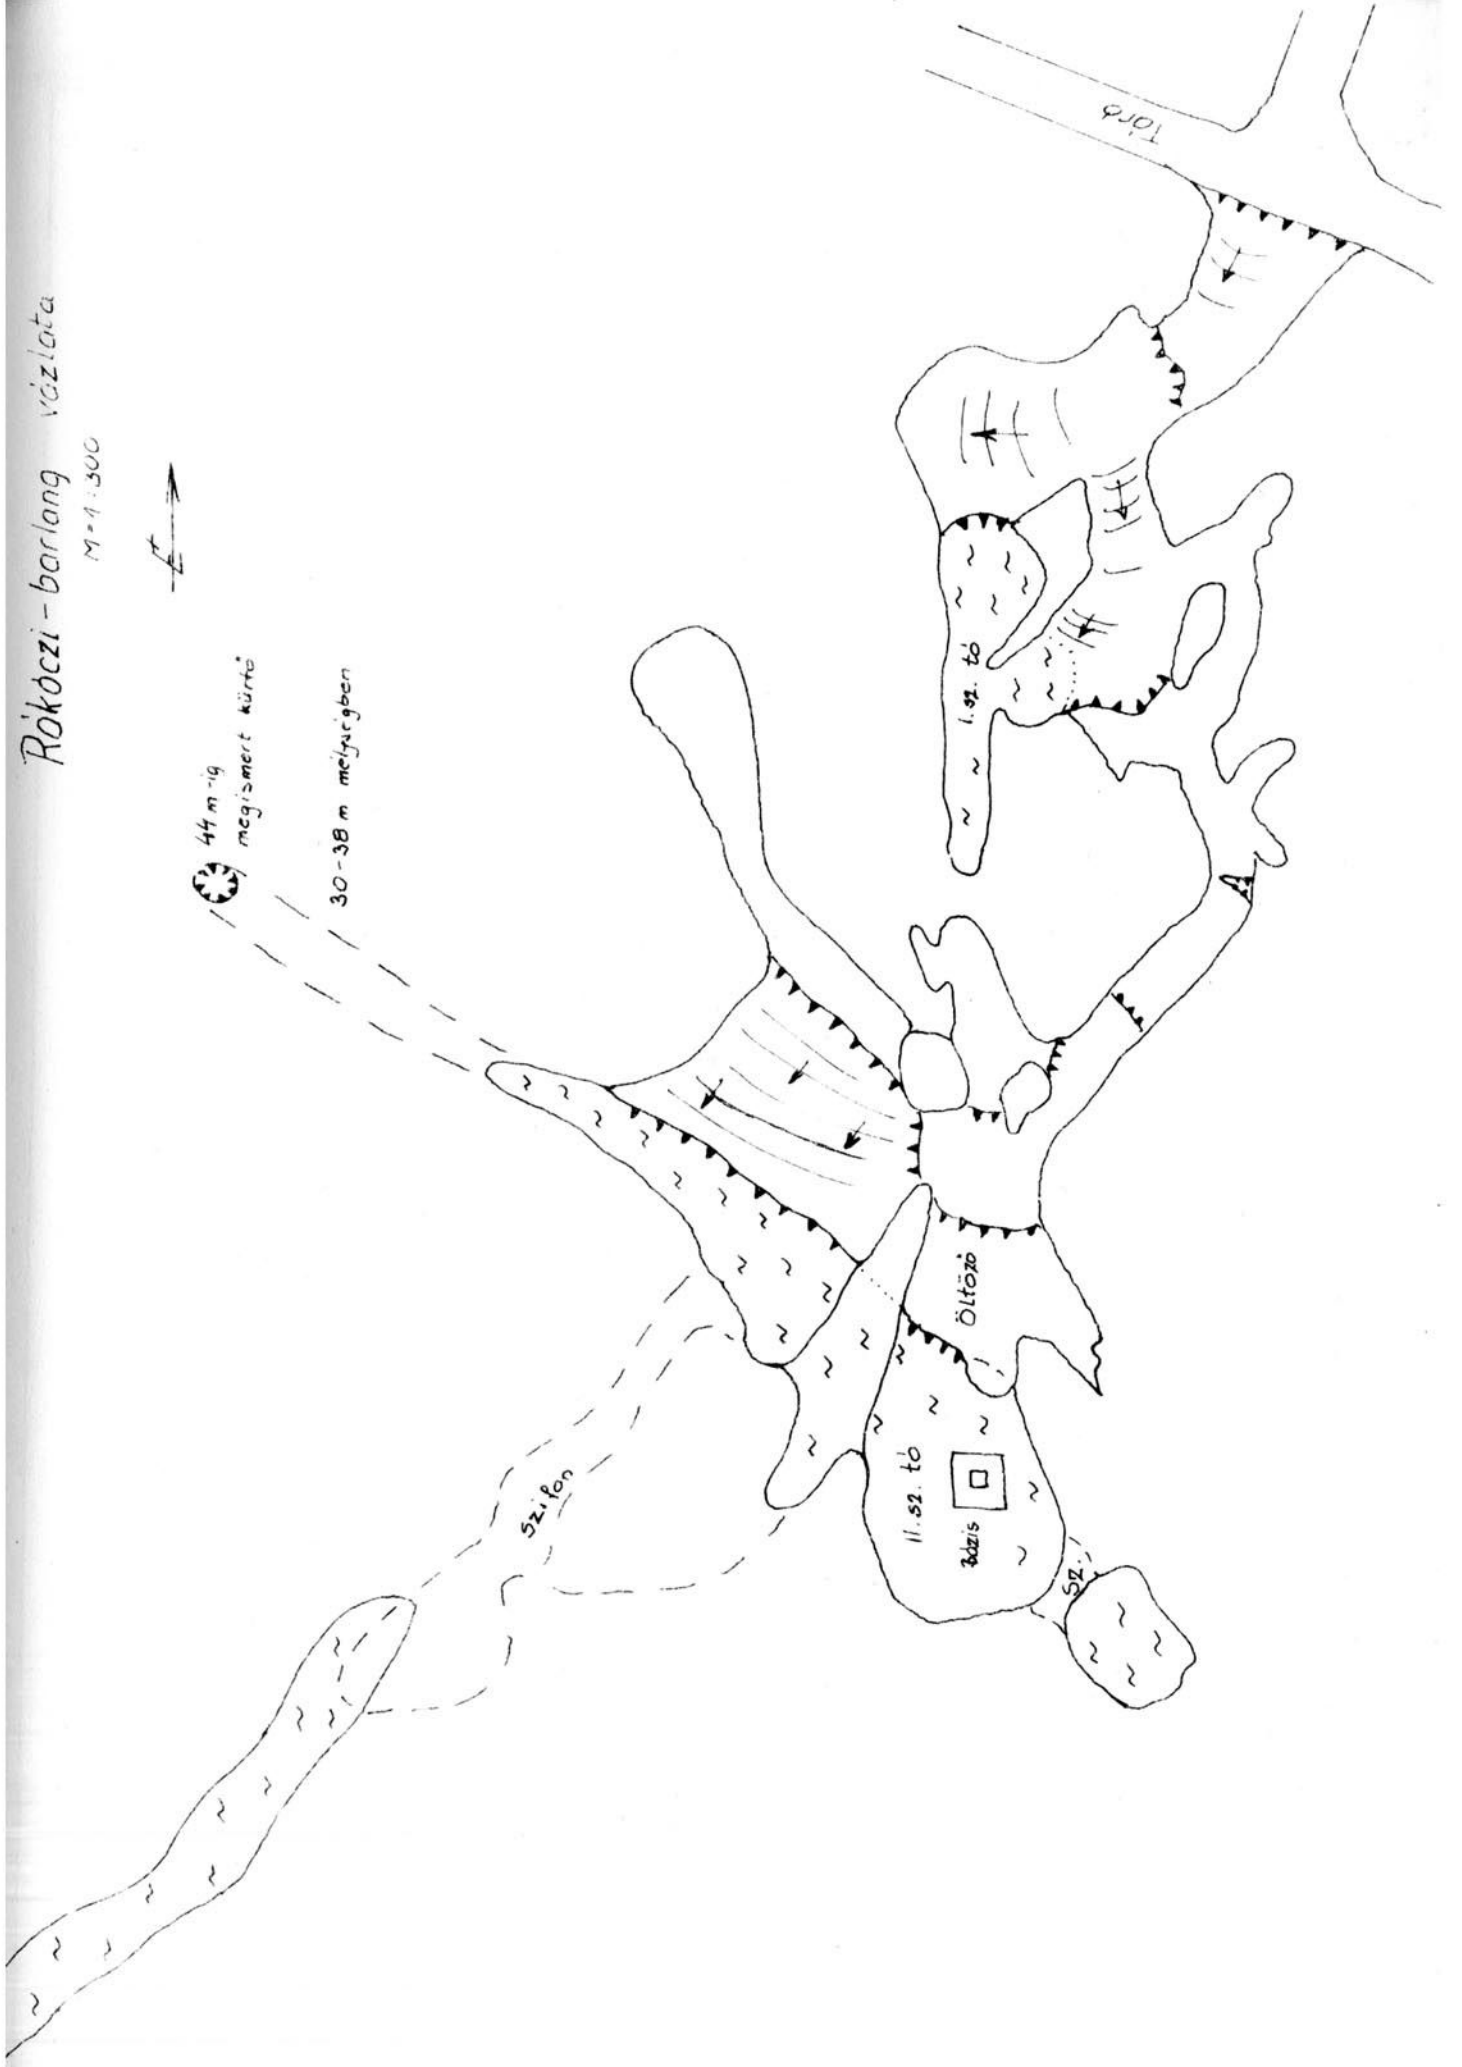 Rákóczi-barlang vázlata
M=1:300
44 m-ig
megismert kürtő
30-38 m mélységben
Táró
I.sz. tó
Öltöző
II.sz. tó
Bázis
Szifon
Sz.